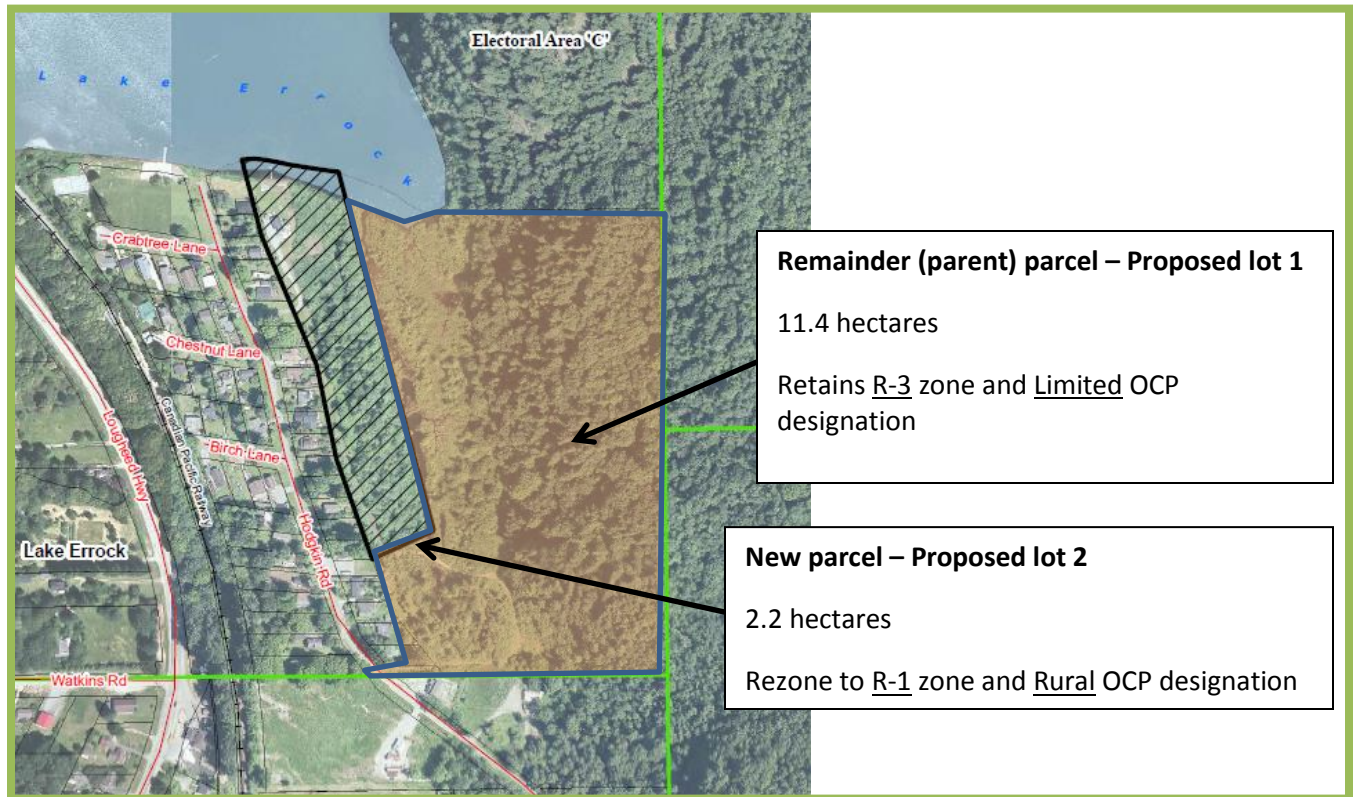 Electoral Area 'C'
Lake Errock
Crabtree Lane
Chestnut Lane
Canadian Pacific Railway
Birch Lane
Lougheed Hwy
Hodgkin Rd
Lake Errock
Watkins Rd
Remainder (parent) parcel – Proposed lot 1
11.4 hectares
Retains R-3 zone and Limited OCP
designation
New parcel – Proposed lot 2
2.2 hectares
Rezone to R-1 zone and Rural OCP designation